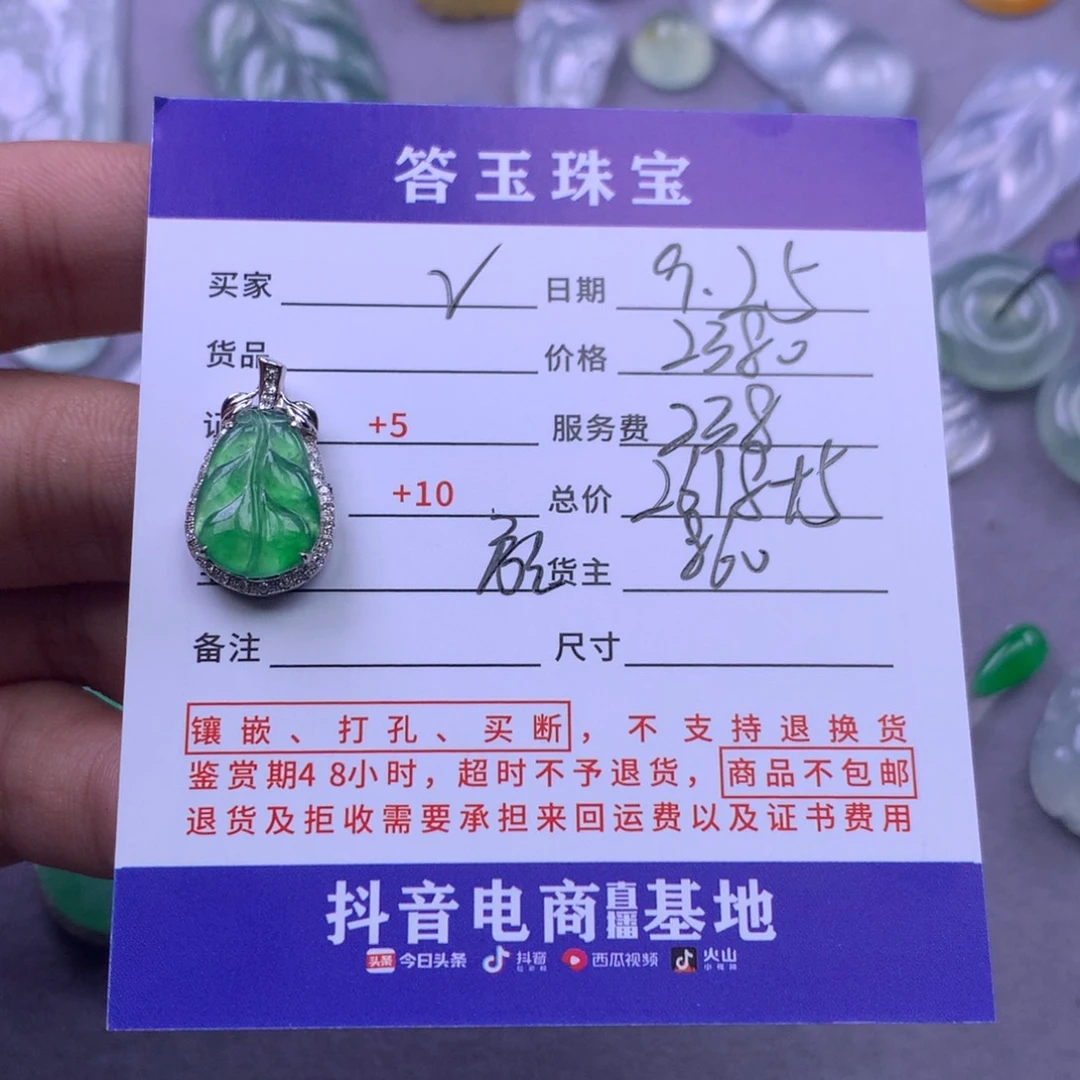 答玉珠宝
买家 √ 日期 9.25
货品 价格 2380
+5 服务费 238
+10 总价 2618+5
货主 860
备注 尺寸
镶嵌、打孔、买断，不支持退换货
鉴赏期48小时，超时不予退货，商品不包邮
退货及拒收需要承担来回运费以及证书费用
抖音电商直播基地
头条 今日头条 抖音 西瓜视频 火山